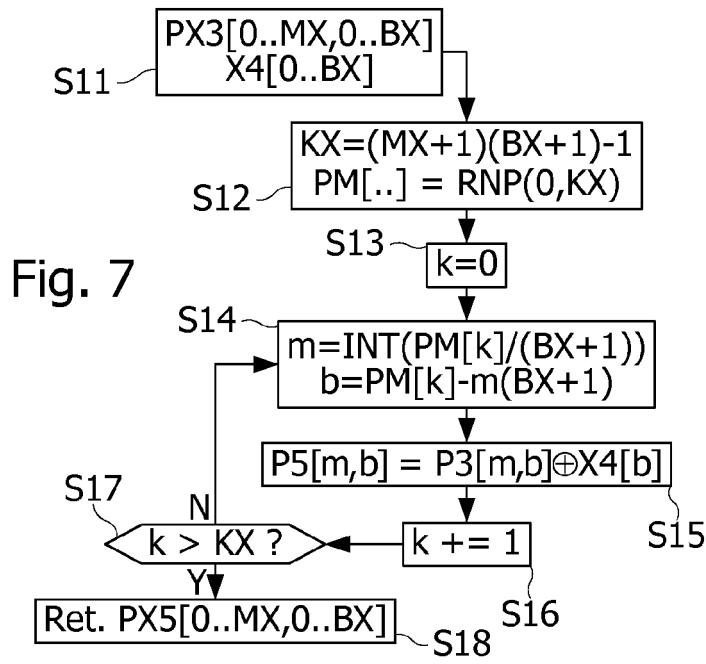 PX3[0..MX,0..BX]
X4[0..BX]
S11
KX=(MX+1)(BX+1)-1
PM[..] = RNP(0,KX)
S12
S13
k=0
Fig. 7
S14
m=INT(PM[k]/(BX+1))
b=PM[k]-m(BX+1)
P5[m,b] = P3[m,b]⊕X4[b]
S15
S17
N
k > KX ?
k += 1
S16
Y
Ret. PX5[0..MX,0..BX]
S18